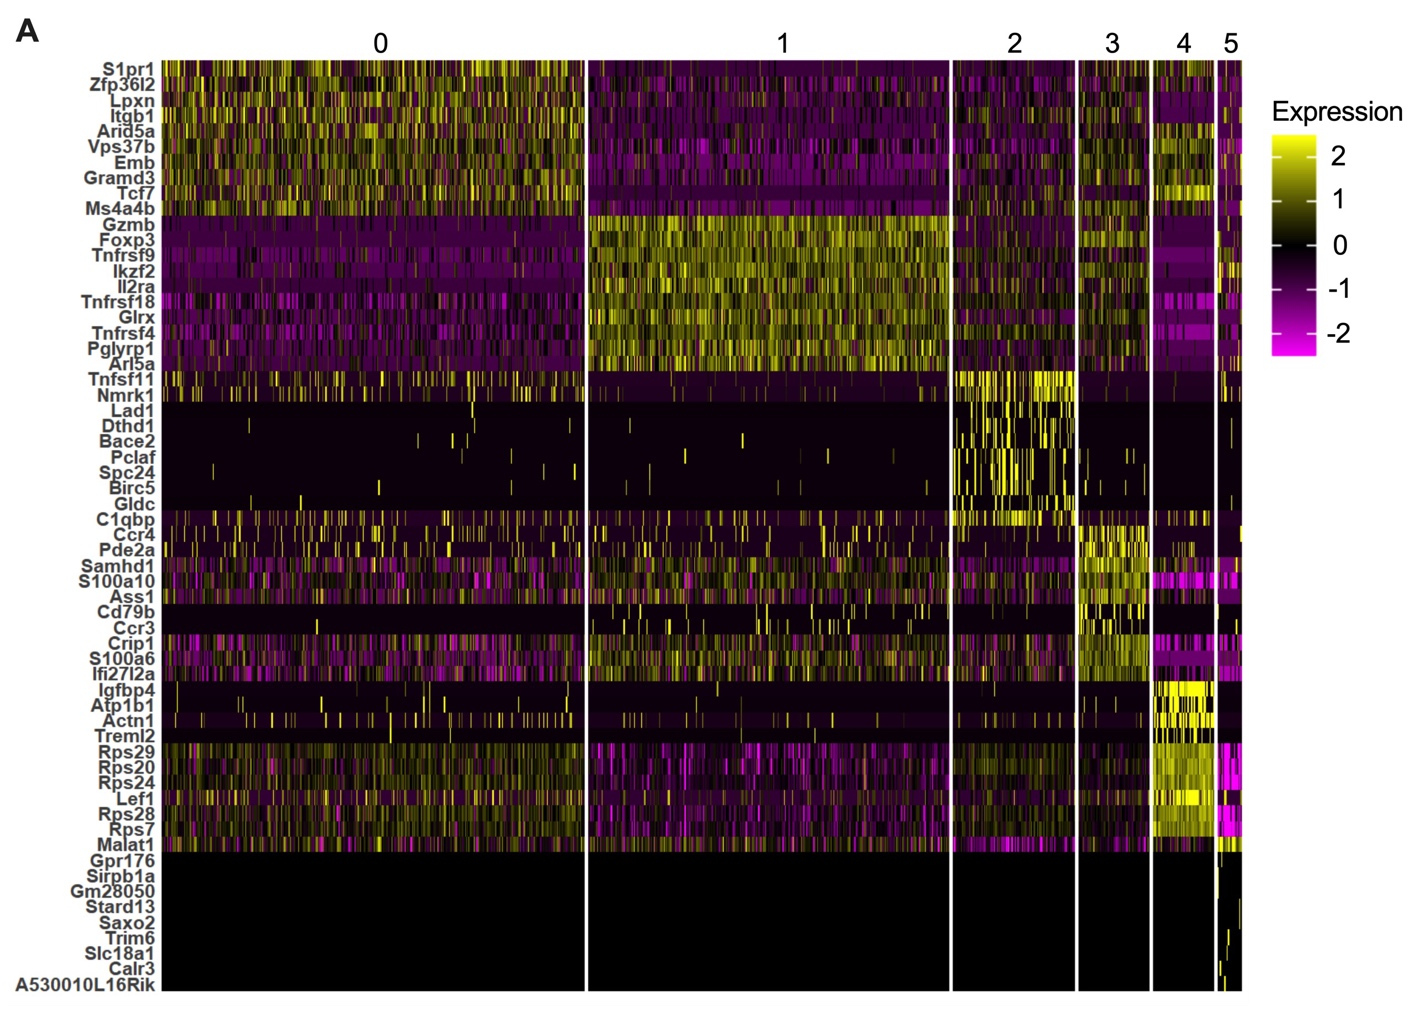 A
0 1 2 3 4 5
S1pr1
Zfp36l2
Lpxn
Itgb1
Arid5a
Vps37b
Emb
Gramd3
Tcf7
Ms4a4b
Gzmb
Foxp3
Tnfrsf9
Ikzf2
Il2ra
Tnfrsf18
Glrx
Tnfrsf4
Pglyrp1
Arl5a
Tnfsf11
Nmrk1
Lad1
Dthd1
Bace2
Pclaf
Spc24
Birc5
Gldc
C1qbp
Ccr4
Pde2a
Samhd1
S100a10
Ass1
Cd79b
Ccr3
Crip1
S100a6
Ifi27l2a
Igfbp4
Atp1b1
Actn1
Treml2
Rps29
Rps20
Rps24
Lef1
Rps28
Rps7
Malat1
Gpr176
Sirpb1a
Gm28050
Stard13
Saxo2
Trim6
Slc18a1
Calr3
A530010L16Rik
Expression
2
1
0
-1
-2